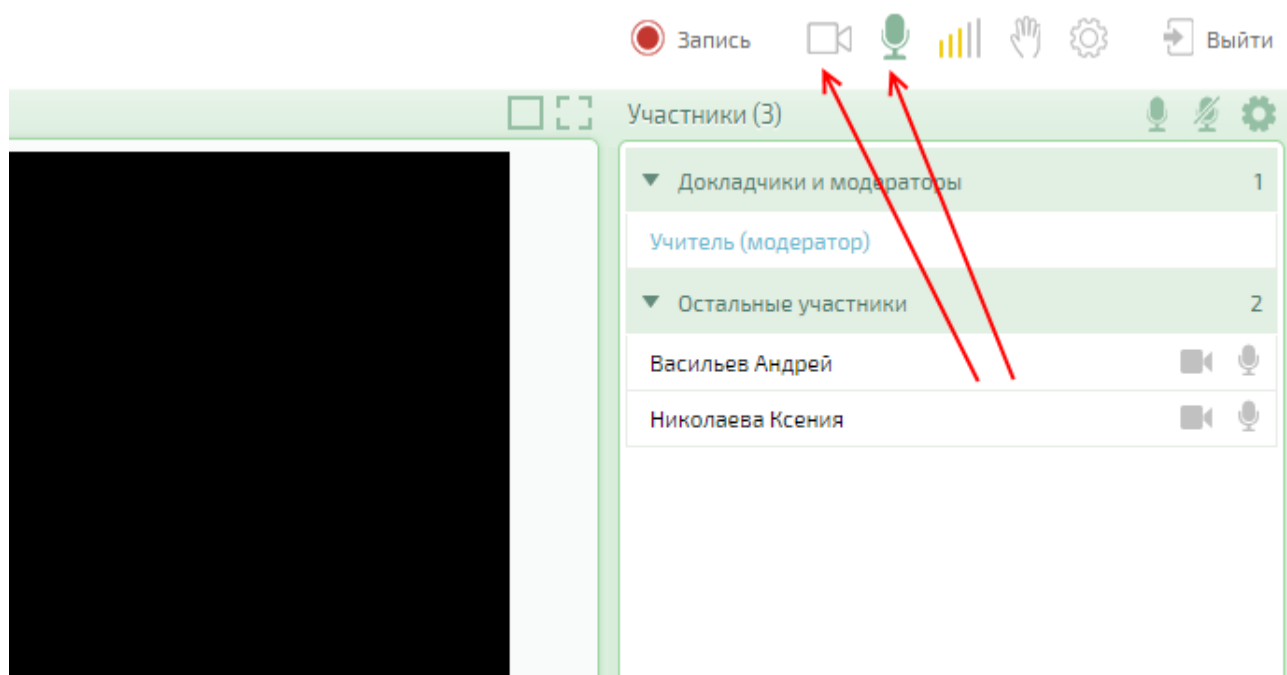 Запись Выйти
Участники (3)
Докладчики и модераторы 1
Учитель (модератор)
Остальные участники 2
Васильев Андрей
Николаева Ксения